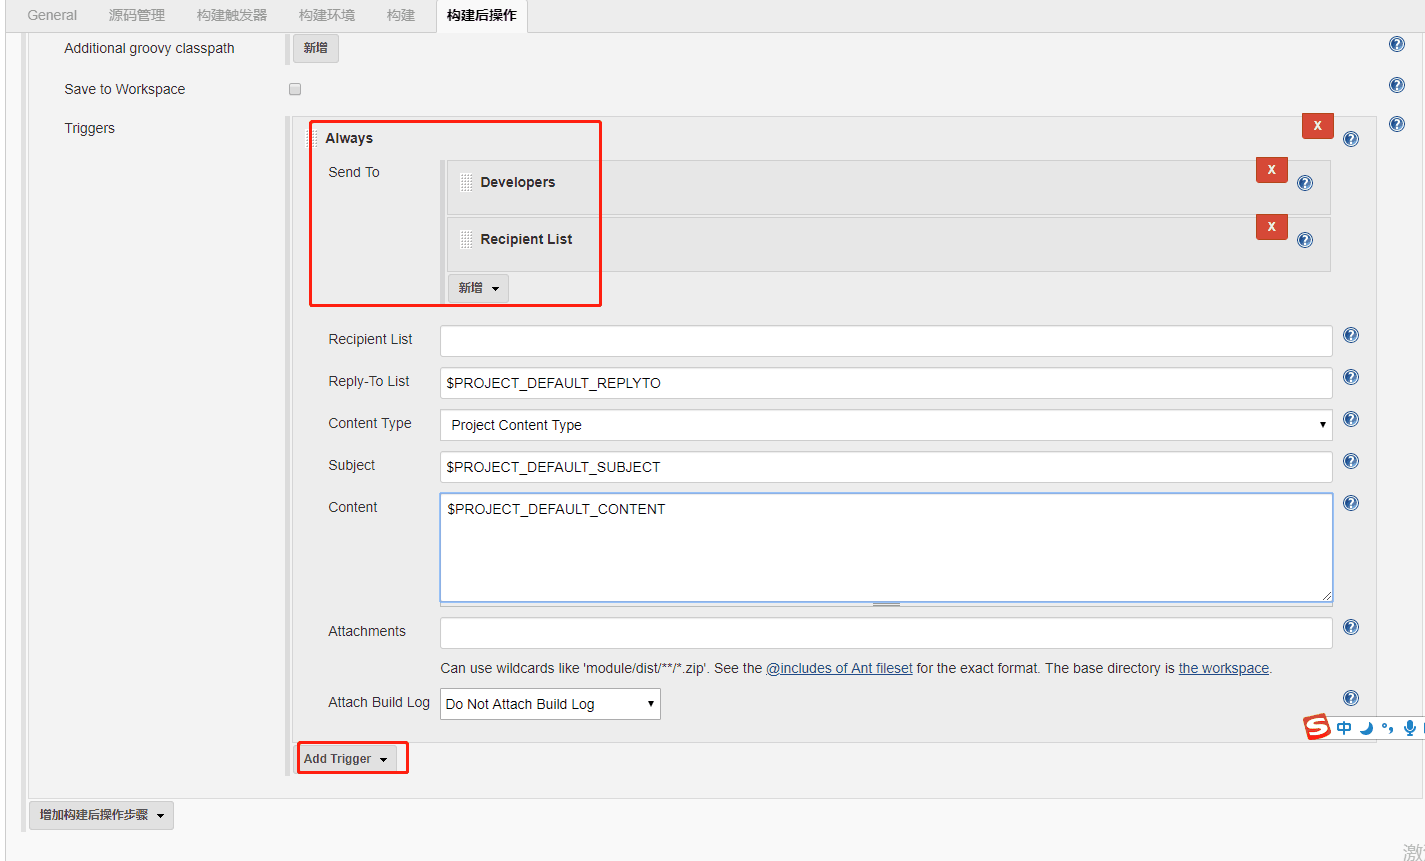 General 源码管理 构建触发器 构建环境 构建 构建后操作
Additional groovy classpath 新增
Save to Workspace
Triggers
Always X
Send To
Developers X
Recipient List X
新增
Recipient List
Reply-To List $PROJECT_DEFAULT_REPLYTO
Content Type Project Content Type
Subject $PROJECT_DEFAULT_SUBJECT
Content $PROJECT_DEFAULT_CONTENT
Attachments
Can use wildcards like 'module/dist/**/*.zip'. See the @includes of Ant fileset for the exact format. The base directory is the workspace.
Attach Build Log Do Not Attach Build Log
S 中
Add Trigger
增加构建后操作步骤
激